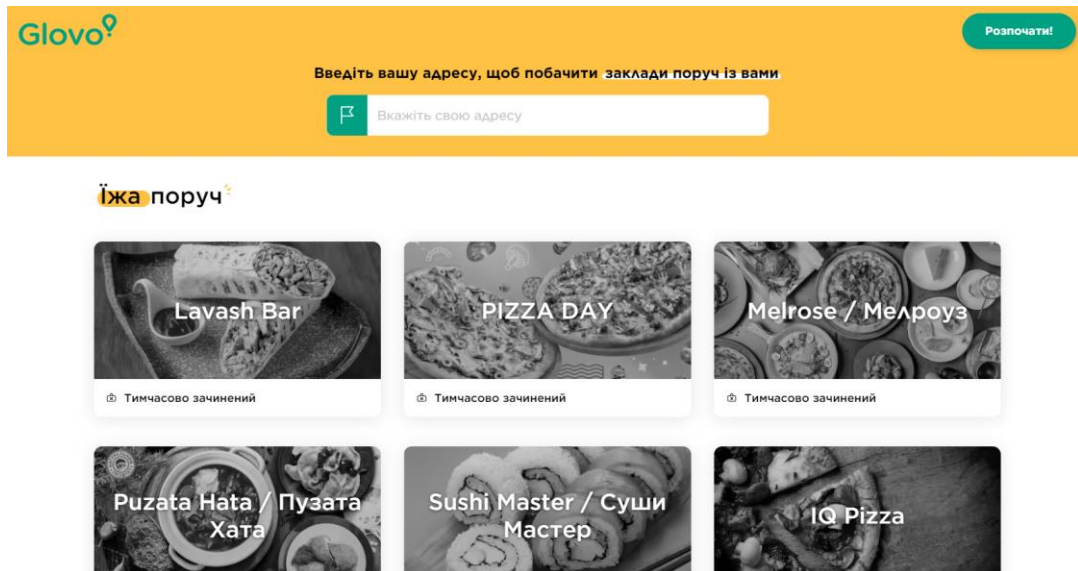 Glovo
Розпочати!
Введіть вашу адресу, щоб побачити заклади поруч із вами
Вкажіть свою адресу
Їжа поруч
Lavash Bar
PIZZA DAY
Melrose / Мелроуз
Тимчасово зачинений
Тимчасово зачинений
Тимчасово зачинений
Puzata Hata / Пузата
Хата
Sushi Master / Суши
Мастер
IQ Pizza